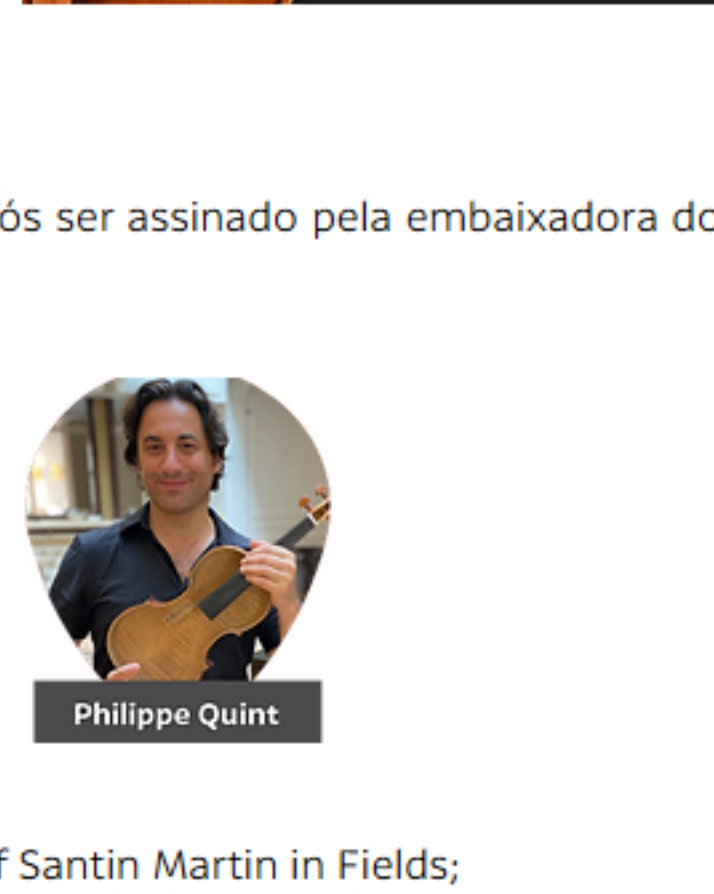 ós ser assinado pela embaixadora do
Philippe Quint
f Santin Martin in Fields;